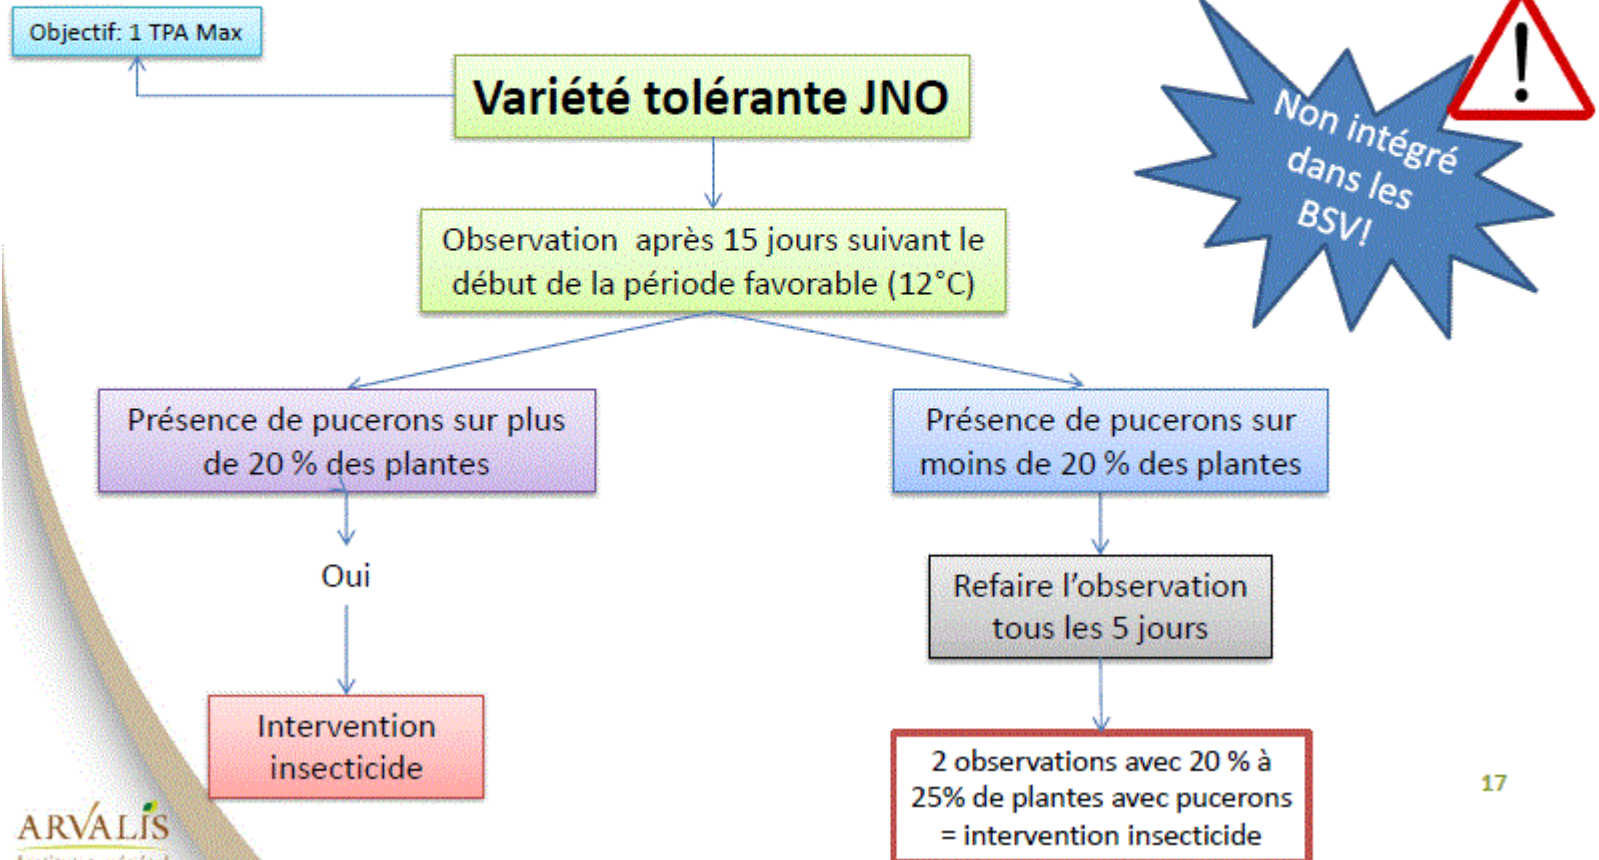 Objectif: 1 TPA Max
Variété tolérante JNO
Non intégré
dans les
BSV!
!
Observation après 15 jours suivant le
début de la période favorable (12°C)
Présence de pucerons sur plus
de 20 % des plantes
Présence de pucerons sur
moins de 20 % des plantes
Oui
Refaire l’observation
tous les 5 jours
Intervention
insecticide
2 observations avec 20 % à
25% de plantes avec pucerons
= intervention insecticide
17
ARVALIS